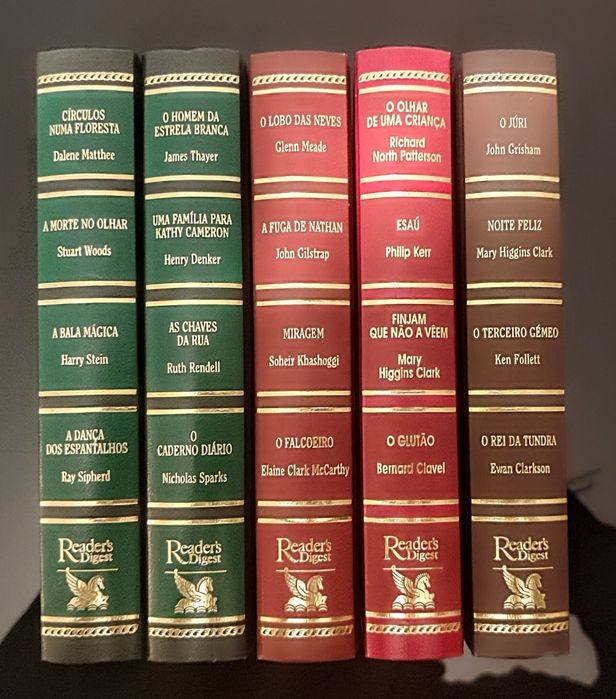 CÍRCULOS
NUMA FLORESTA
Dalene Matthee
A MORTE NO OLHAR
Stuart Woods
A BALA MÁGICA
Harry Stein
A DANÇA
DOS ESPANTALHOS
Ray Sipherd
Reader's
Digest
O HOMEM DA
ESTRELA BRANCA
James Thayer
UMA FAMÍLIA PARA
KATHY CAMERON
Henry Denker
AS CHAVES
DA RUA
Ruth Rendell
O
CADERNO DIÁRIO
Nicholas Sparks
Reader's
Digest
O LOBO DAS NEVES
Glenn Meade
A FUGA DE NATHAN
John Gilstrap
MIRAGEM
Soheir Khashoggi
O FALCOEIRO
Elaine Clark McCarthy
Reader's
Digest
O OLHAR
DE UMA CRIANÇA
Richard
North Patterson
ESAÚ
Philip Kerr
FINJAM
QUE NÃO A VÊEM
Mary
Higgins Clark
O GLUTÃO
Bernard Clavel
Reader's
Digest
O JÚRI
John Grisham
NOITE FELIZ
Mary Higgins Clark
O TERCEIRO GÉMEO
Ken Follett
O REI DA TUNDRA
Ewan Clarkson
Reader's
Digest